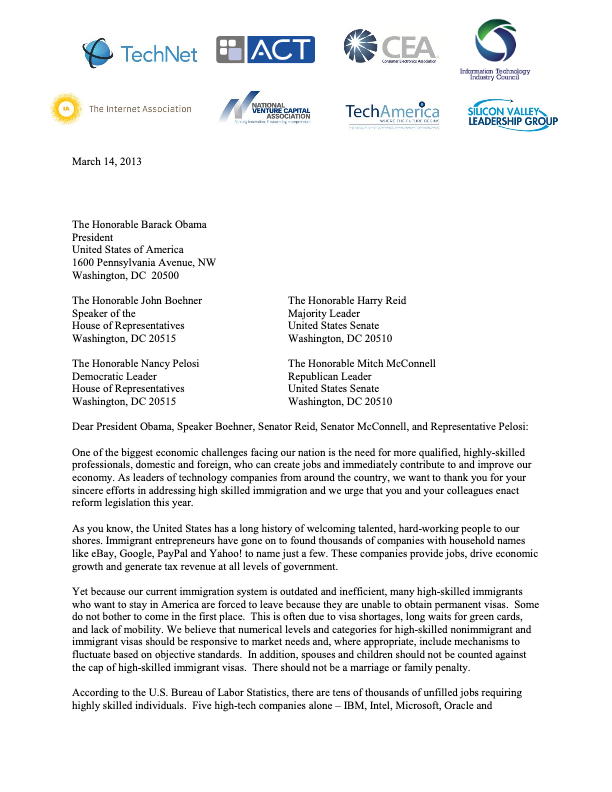 TechNet
ACT
CEA
Consumer Electronics Association
Information Technology
Industry Council
IA
The Internet Association
NATIONAL
VENTURE CAPITAL
ASSOCIATION
TechAmerica
WHERE THE FUTURE BEGINS
SILICON VALLEY
LEADERSHIP GROUP
March 14, 2013
The Honorable Barack Obama
President
United States of America
1600 Pennsylvania Avenue, NW
Washington, DC  20500
The Honorable John Boehner
Speaker of the
House of Representatives
Washington, DC 20515
The Honorable Harry Reid
Majority Leader
United States Senate
Washington, DC 20510
The Honorable Nancy Pelosi
Democratic Leader
House of Representatives
Washington, DC 20515
The Honorable Mitch McConnell
Republican Leader
United States Senate
Washington, DC 20510
Dear President Obama, Speaker Boehner, Senator Reid, Senator McConnell, and Representative Pelosi:
One of the biggest economic challenges facing our nation is the need for more qualified, highly-skilled
professionals, domestic and foreign, who can create jobs and immediately contribute to and improve our
economy. As leaders of technology companies from around the country, we want to thank you for your
sincere efforts in addressing high skilled immigration and we urge that you and your colleagues enact
reform legislation this year.
As you know, the United States has a long history of welcoming talented, hard-working people to our
shores. Immigrant entrepreneurs have gone on to found thousands of companies with household names
like eBay, Google, PayPal and Yahoo! to name just a few. These companies provide jobs, drive economic
growth and generate tax revenue at all levels of government.
Yet because our current immigration system is outdated and inefficient, many high-skilled immigrants
who want to stay in America are forced to leave because they are unable to obtain permanent visas.  Some
do not bother to come in the first place.  This is often due to visa shortages, long waits for green cards,
and lack of mobility. We believe that numerical levels and categories for high-skilled nonimmigrant and
immigrant visas should be responsive to market needs and, where appropriate, include mechanisms to
fluctuate based on objective standards.  In addition, spouses and children should not be counted against
the cap of high-skilled immigrant visas.  There should not be a marriage or family penalty.
According to the U.S. Bureau of Labor Statistics, there are tens of thousands of unfilled jobs requiring
highly skilled individuals.  Five high-tech companies alone – IBM, Intel, Microsoft, Oracle and